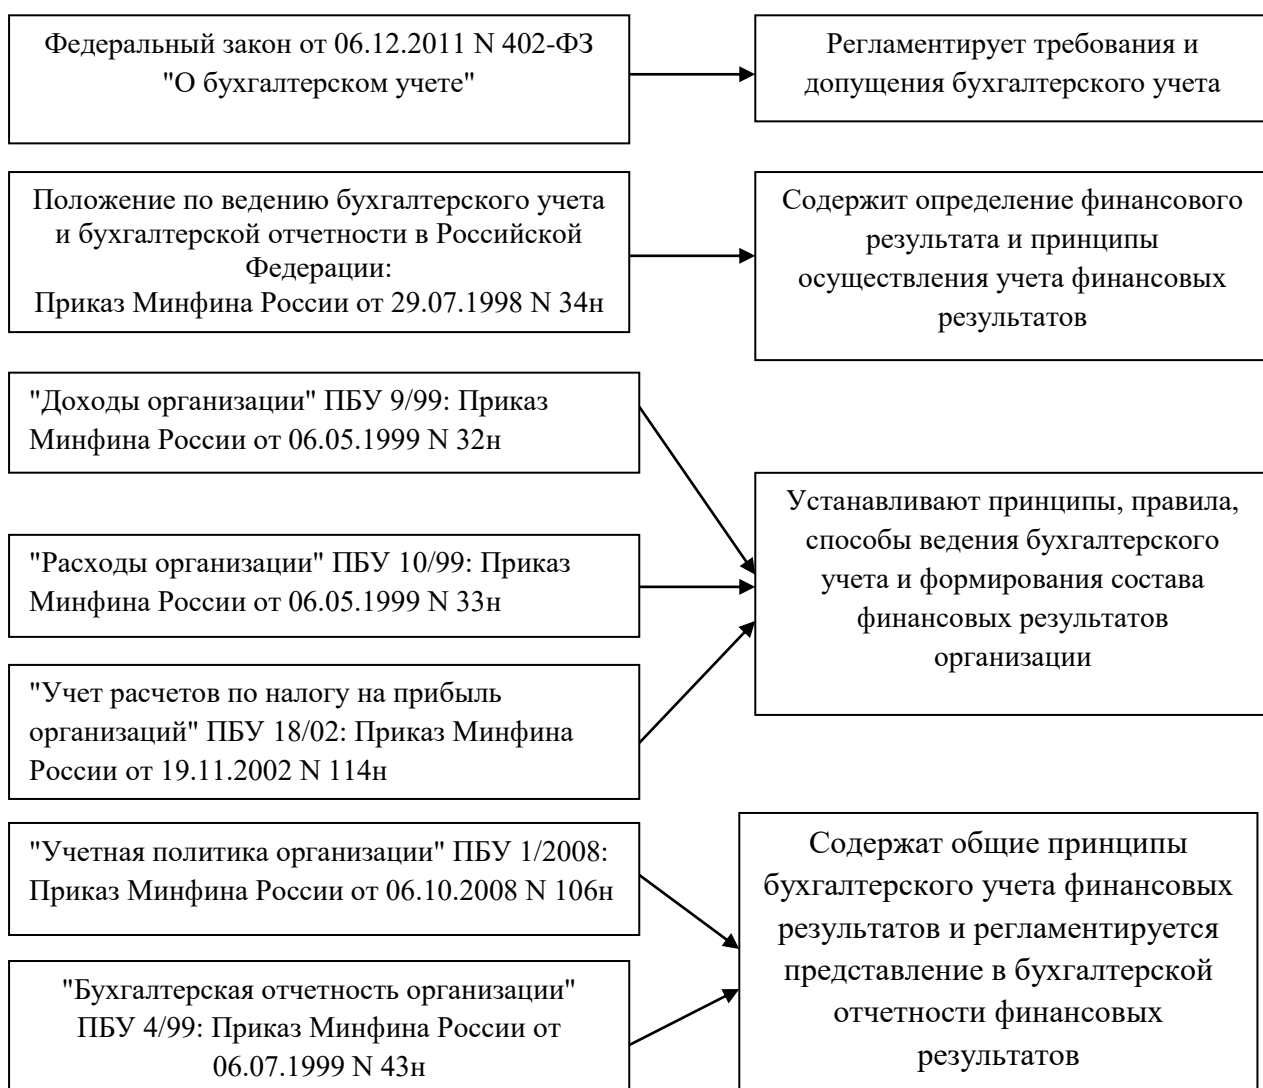 Федеральный закон от 06.12.2011 N 402-ФЗ
"О бухгалтерском учете"
Регламентирует требования и
допущения бухгалтерского учета
Положение по ведению бухгалтерского учета
и бухгалтерской отчетности в Российской
Федерации:
Приказ Минфина России от 29.07.1998 N 34н
Содержит определение финансового
результата и принципы
осуществления учета финансовых
результатов
"Доходы организации" ПБУ 9/99: Приказ
Минфина России от 06.05.1999 N 32н
"Расходы организации" ПБУ 10/99: Приказ
Минфина России от 06.05.1999 N 33н
"Учет расчетов по налогу на прибыль
организаций" ПБУ 18/02: Приказ Минфина
России от 19.11.2002 N 114н
Устанавливают принципы, правила,
способы ведения бухгалтерского
учета и формирования состава
финансовых результатов
организации
"Учетная политика организации" ПБУ 1/2008:
Приказ Минфина России от 06.10.2008 N 106н
"Бухгалтерская отчетность организации"
ПБУ 4/99: Приказ Минфина России от
06.07.1999 N 43н
Содержат общие принципы
бухгалтерского учета финансовых
результатов и регламентируется
представление в бухгалтерской
отчетности финансовых
результатов